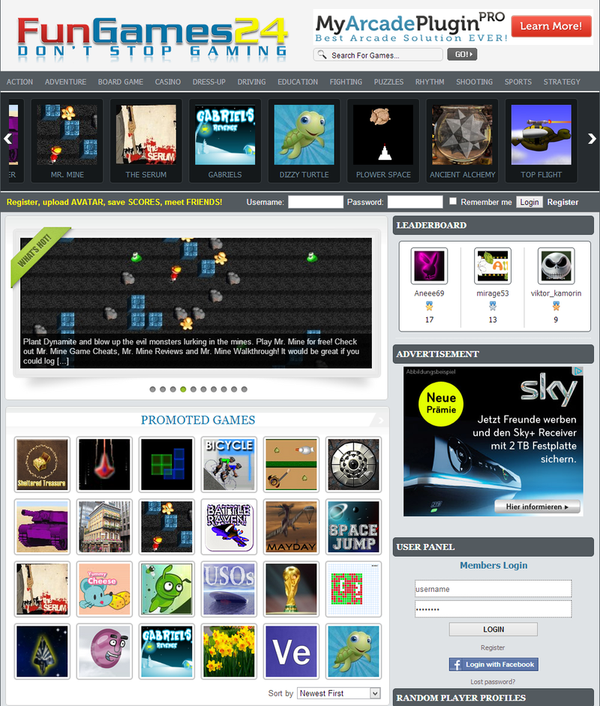 FunGames24
DON'T STOP GAMING
MyArcadePlugin PRO
Best Arcade Solution EVER!
Learn More!
Search For Games...
GO!
ACTION ADVENTURE BOARD GAME CASINO DRESS-UP DRIVING EDUCATION FIGHTING PUZZLES RHYTHM SHOOTING SPORTS STRATEGY
the SERUM
GABRIELS
REVENGE
ER MR. MINE THE SERUM GABRIELS DIZZY TURTLE PLOWER SPACE ANCIENT ALCHEMY TOP FLIGHT
Register, upload AVATAR, save SCORES, meet FRIENDS! Username: Password: Remember me Login Register
WHAT'S HOT!
Plant Dynamite and blow up the evil monsters lurking in the mines. Play Mr. Mine for free! Check
out Mr. Mine Game Cheats, Mr. Mine Reviews and Mr. Mine Walkthrough! It would be great if you
could log [...]
PROMOTED GAMES
BICYCLE
Shuttered Treasure
BATTLE
RAVEN!
MAYDAY
SPACE
JUMP
the SERUM
Tommy
Cheese
USOs
GABRIELS
REVENGE
Ve
Sort by Newest First
LEADERBOARD
Aneee69 mirage53 viktor_kamorin
17 13 9
ADVERTISEMENT
Abbildungsbeispiel
sky
Neue
Prämie
Jetzt Freunde werben
und den Sky+ Receiver
mit 2 TB Festplatte
sichern.
Hier informieren
USER PANEL
Members Login
username
••••••••
LOGIN
Register
Login with Facebook
Lost password?
RANDOM PLAYER PROFILES